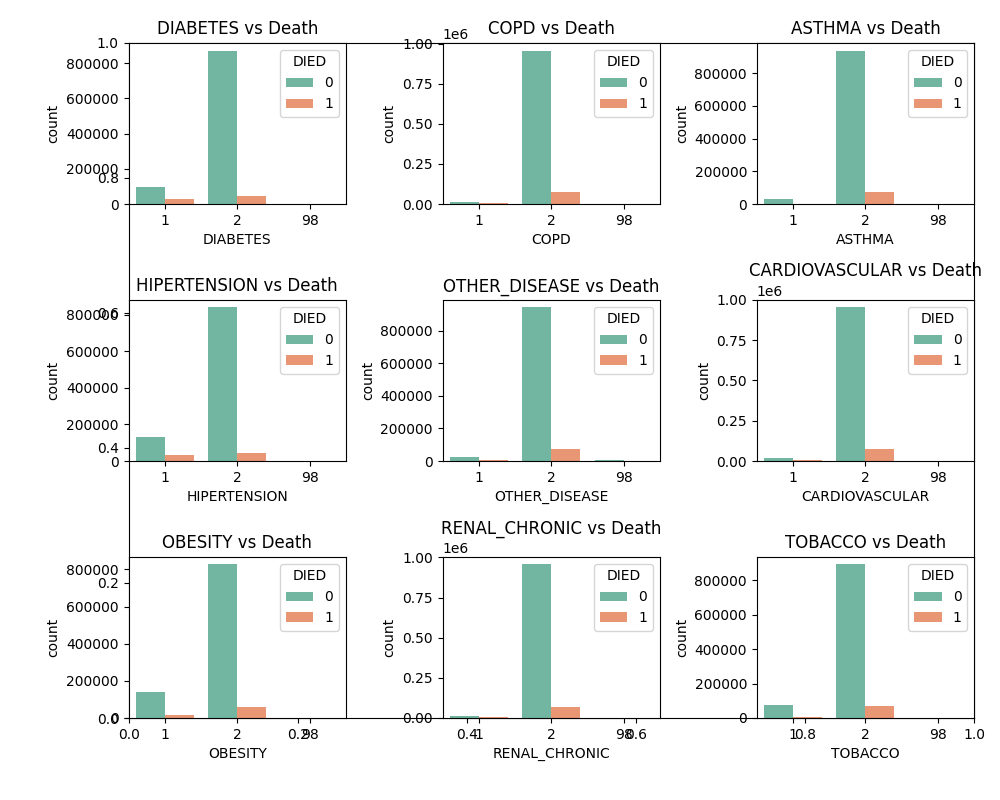 DIABETES vs Death
1.0
800000
600000
400000
200000
0.8
0
count
DIED
0
1
1
2
98
DIABETES
COPD vs Death
1e6
1.00
0.75
0.50
0.25
0.00
count
DIED
0
1
1
2
98
COPD
ASTHMA vs Death
800000
600000
400000
200000
0
count
DIED
0
1
1
2
98
ASTHMA
HIPERTENSION vs Death
800000
0.6
600000
400000
200000
0.4
0
count
DIED
0
1
1
2
98
HIPERTENSION
OTHER_DISEASE vs Death
800000
600000
400000
200000
0
count
DIED
0
1
1
2
98
OTHER_DISEASE
CARDIOVASCULAR vs Death
1e6
1.00
0.75
0.50
0.25
0.00
count
DIED
0
1
1
2
98
CARDIOVASCULAR
OBESITY vs Death
800000
0.2
600000
400000
200000
0.0
0
count
DIED
0
1
0.0
1
2
0.2
98
OBESITY
RENAL_CHRONIC vs Death
1e6
1.00
0.75
0.50
0.25
0.00
count
DIED
0
1
0.4
1
2
98
0.6
RENAL_CHRONIC
TOBACCO vs Death
800000
600000
400000
200000
0
count
DIED
0
1
1
0.8
2
98
1.0
TOBACCO